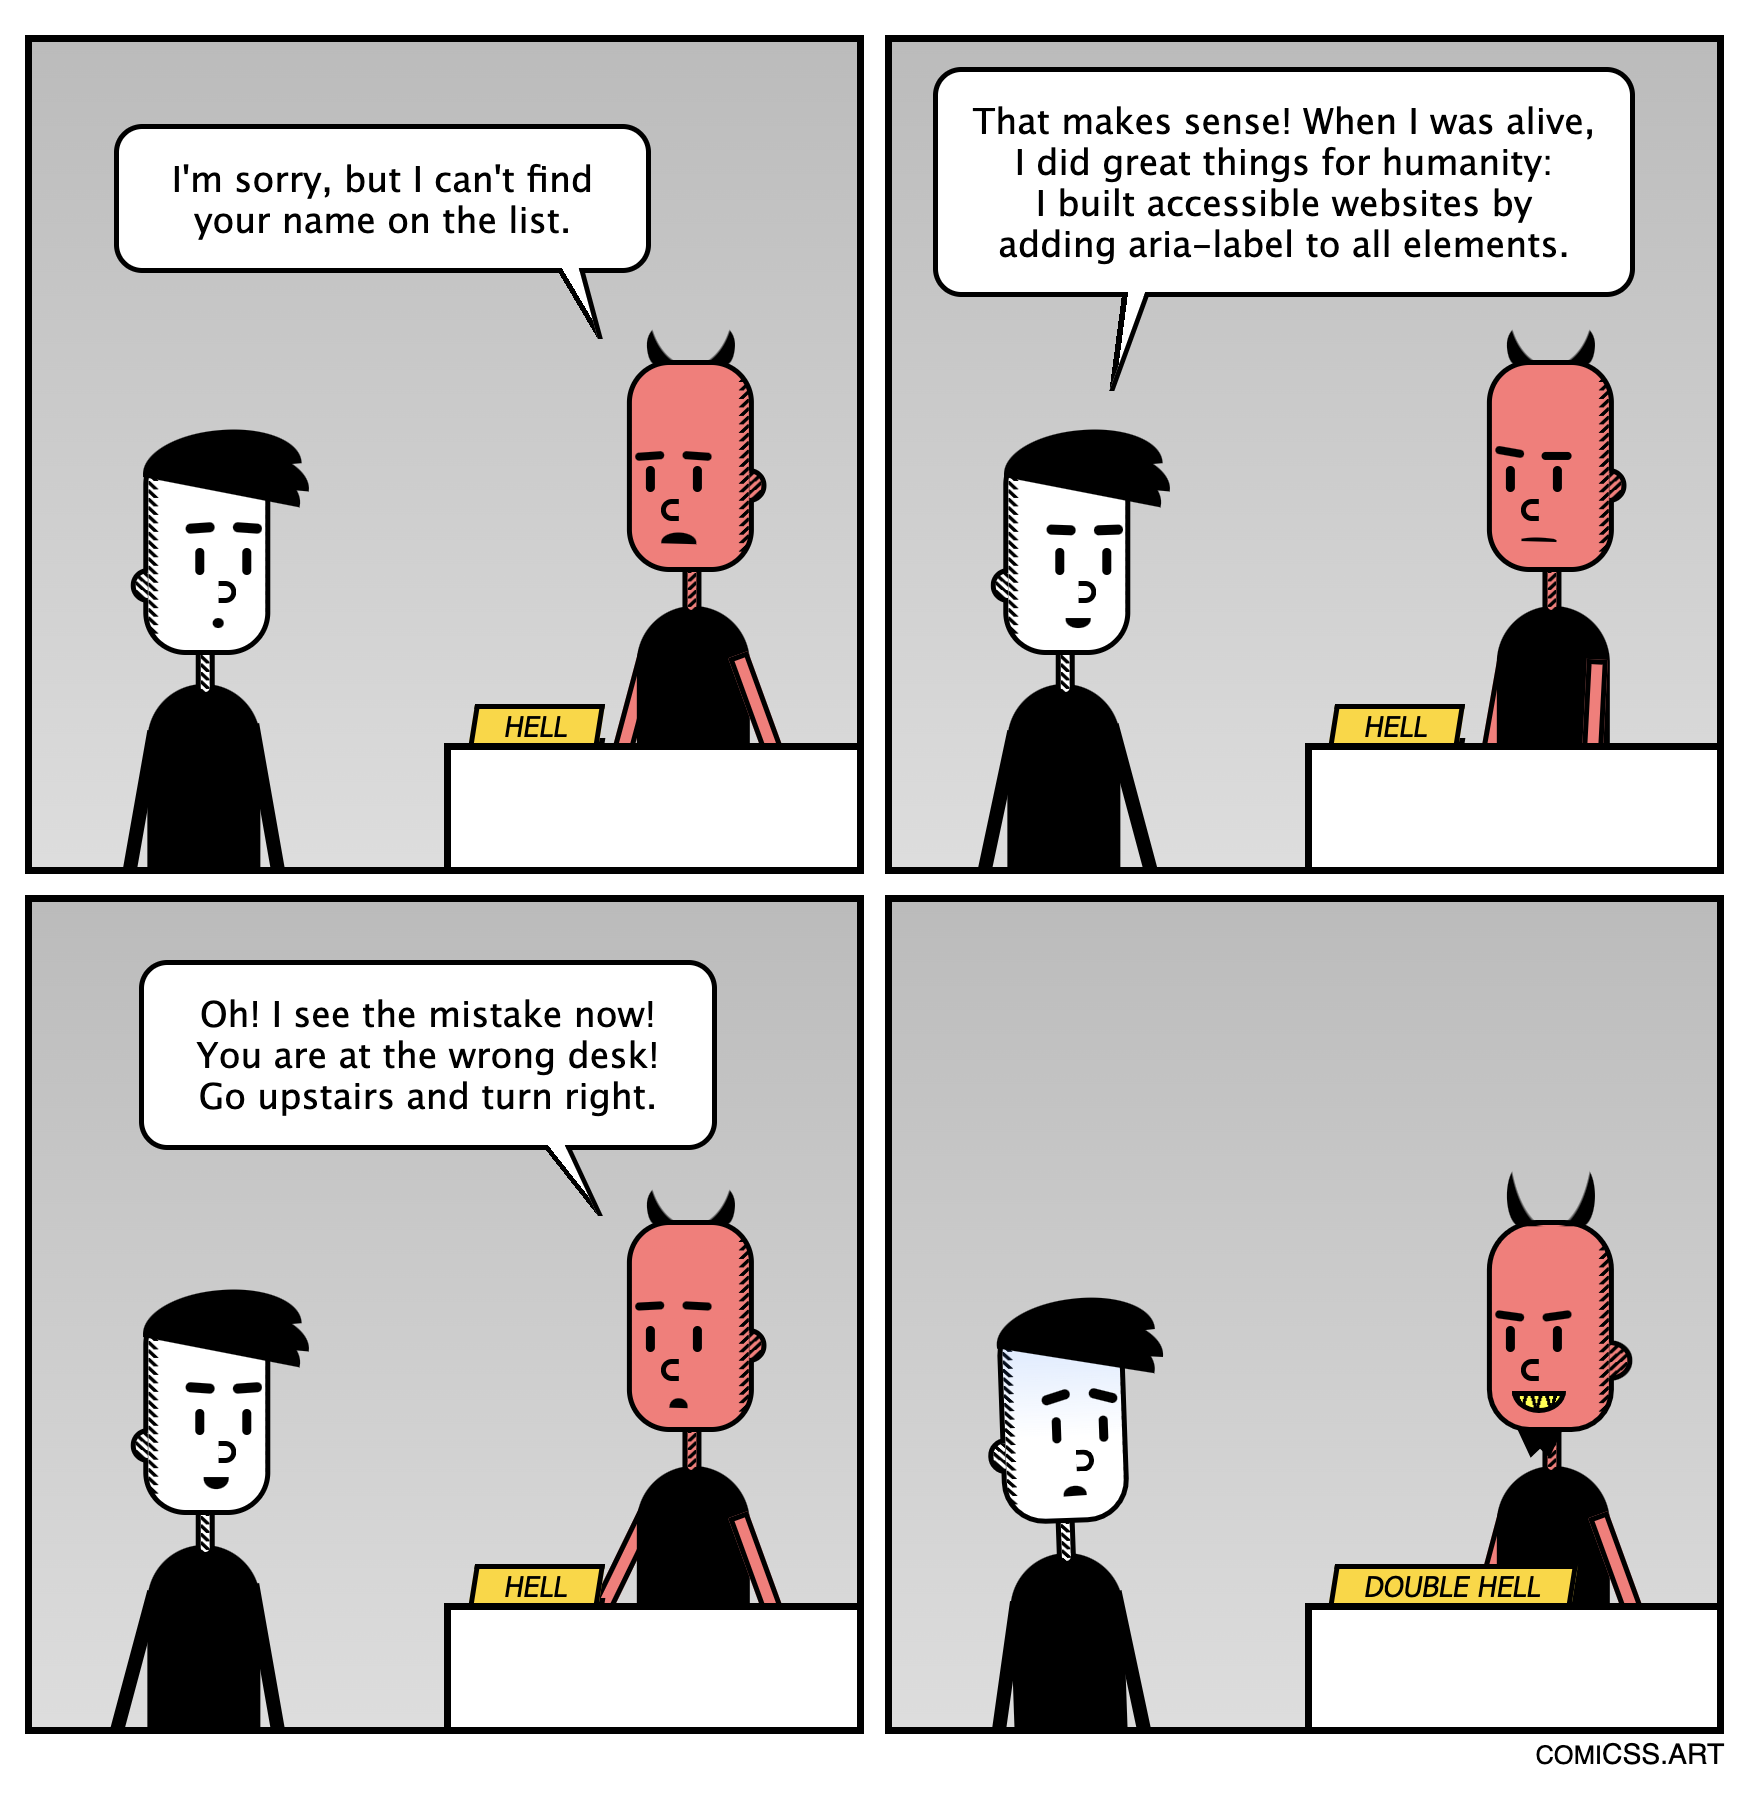 I'm sorry, but I can't find
your name on the list.
HELL
That makes sense! When I was alive,
I did great things for humanity:
I built accessible websites by
adding aria-label to all elements.
HELL
Oh! I see the mistake now!
You are at the wrong desk!
Go upstairs and turn right.
HELL
DOUBLE HELL
COMICSS.ART